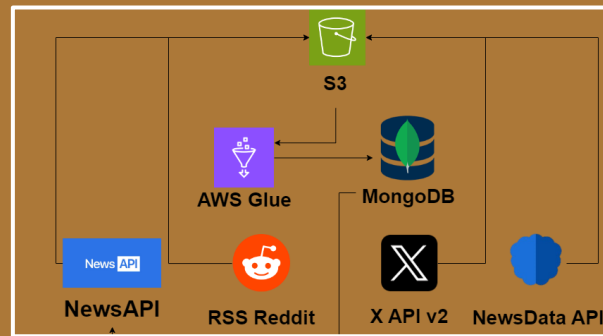 S3
AWS Glue
MongoDB
News API
NewsAPI
RSS Reddit
X API v2
NewsData API